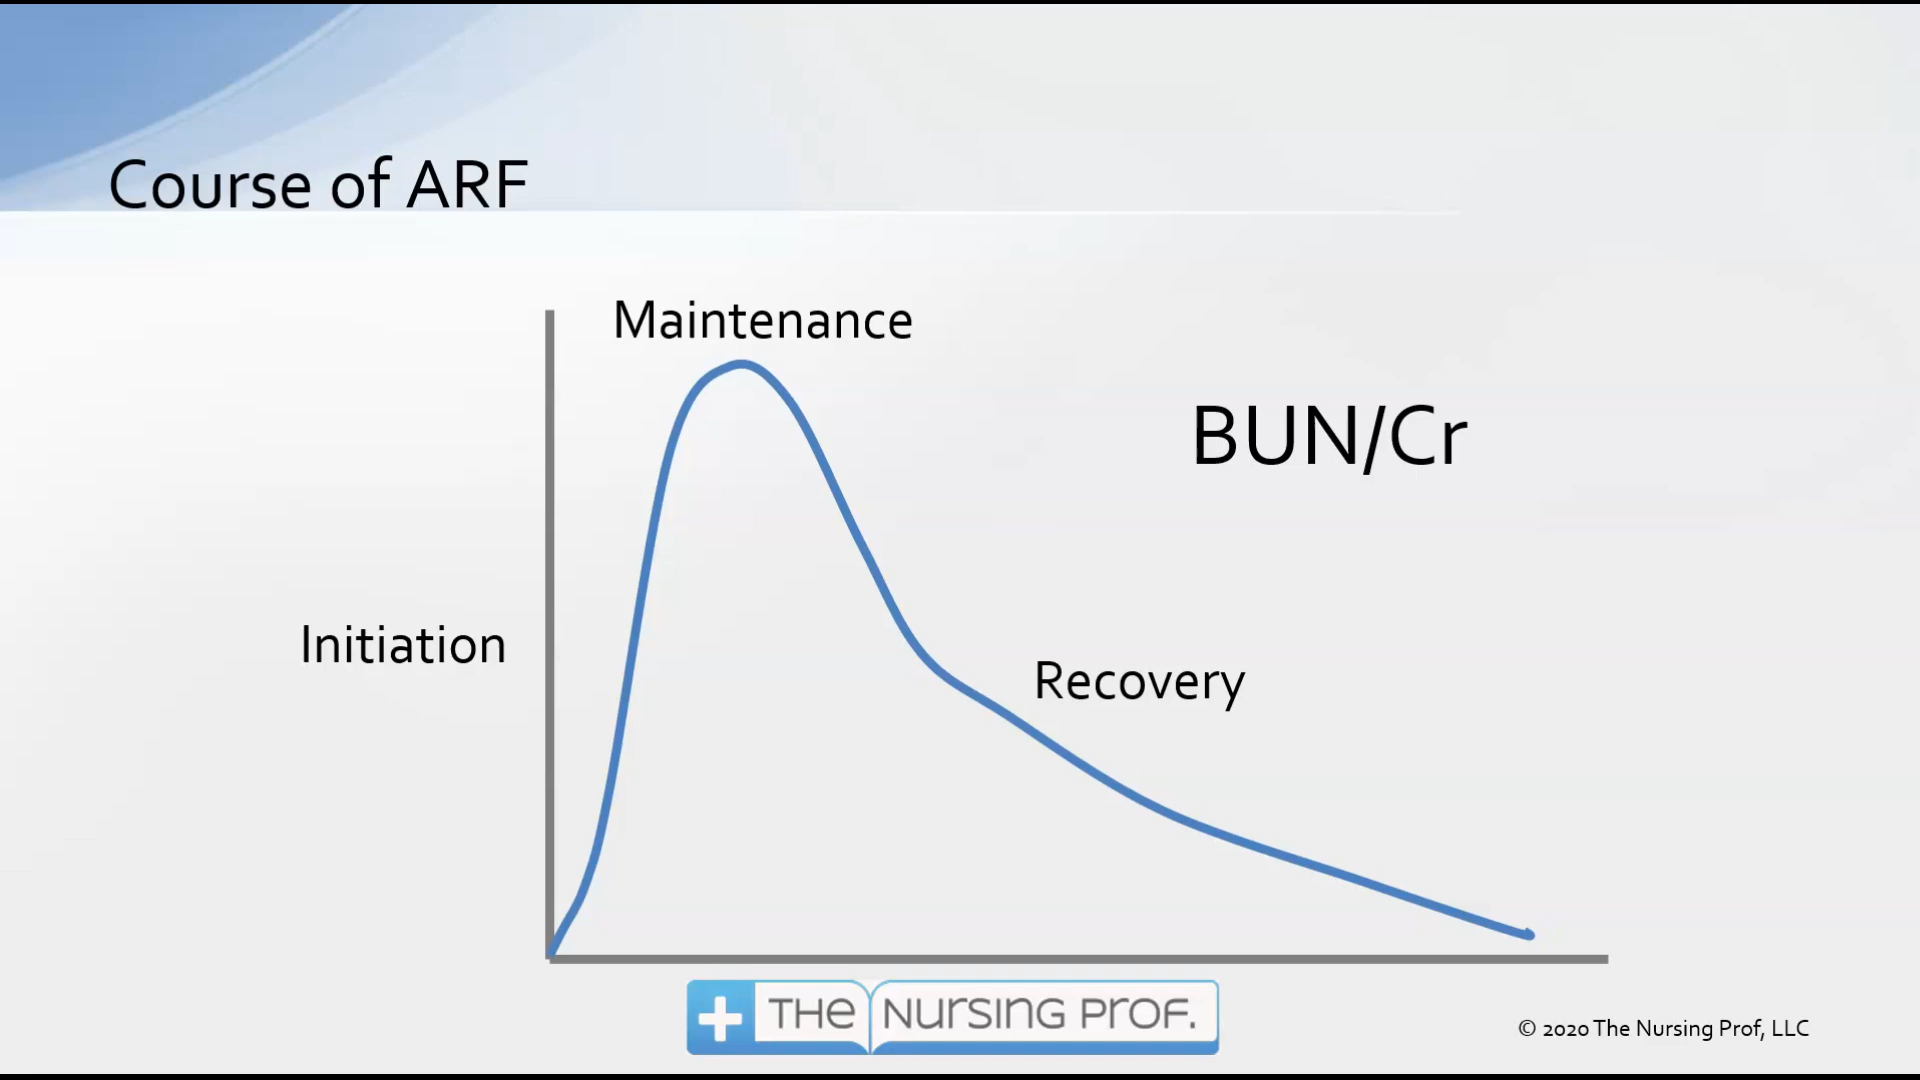 Course of ARF
Maintenance
BUN/Cr
Initiation
Recovery
THE NURSING PROF.
© 2020 The Nursing Prof, LLC